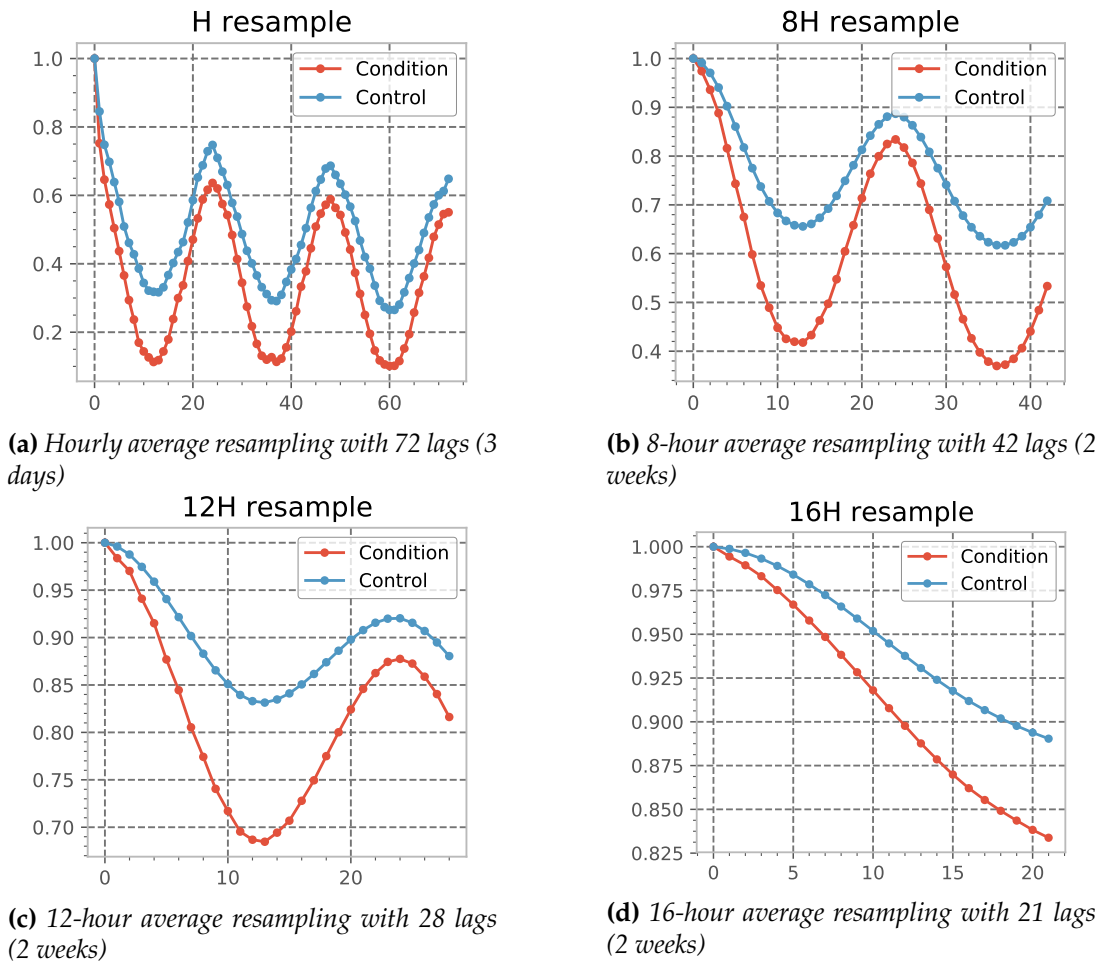 H resample
1.0
0.8
0.6
0.4
0.2
0 20 40 60
Condition
Control
(a) Hourly average resampling with 72 lags (3
days)
8H resample
1.0
0.9
0.8
0.7
0.6
0.5
0.4
0 10 20 30 40
Condition
Control
(b) 8-hour average resampling with 42 lags (2
weeks)
12H resample
1.00
0.95
0.90
0.85
0.80
0.75
0.70
0 20
Condition
Control
(c) 12-hour average resampling with 28 lags
(2 weeks)
16H resample
1.000
0.975
0.950
0.925
0.900
0.875
0.850
0.825
0 5 10 15 20
Condition
Control
(d) 16-hour average resampling with 21 lags
(2 weeks)